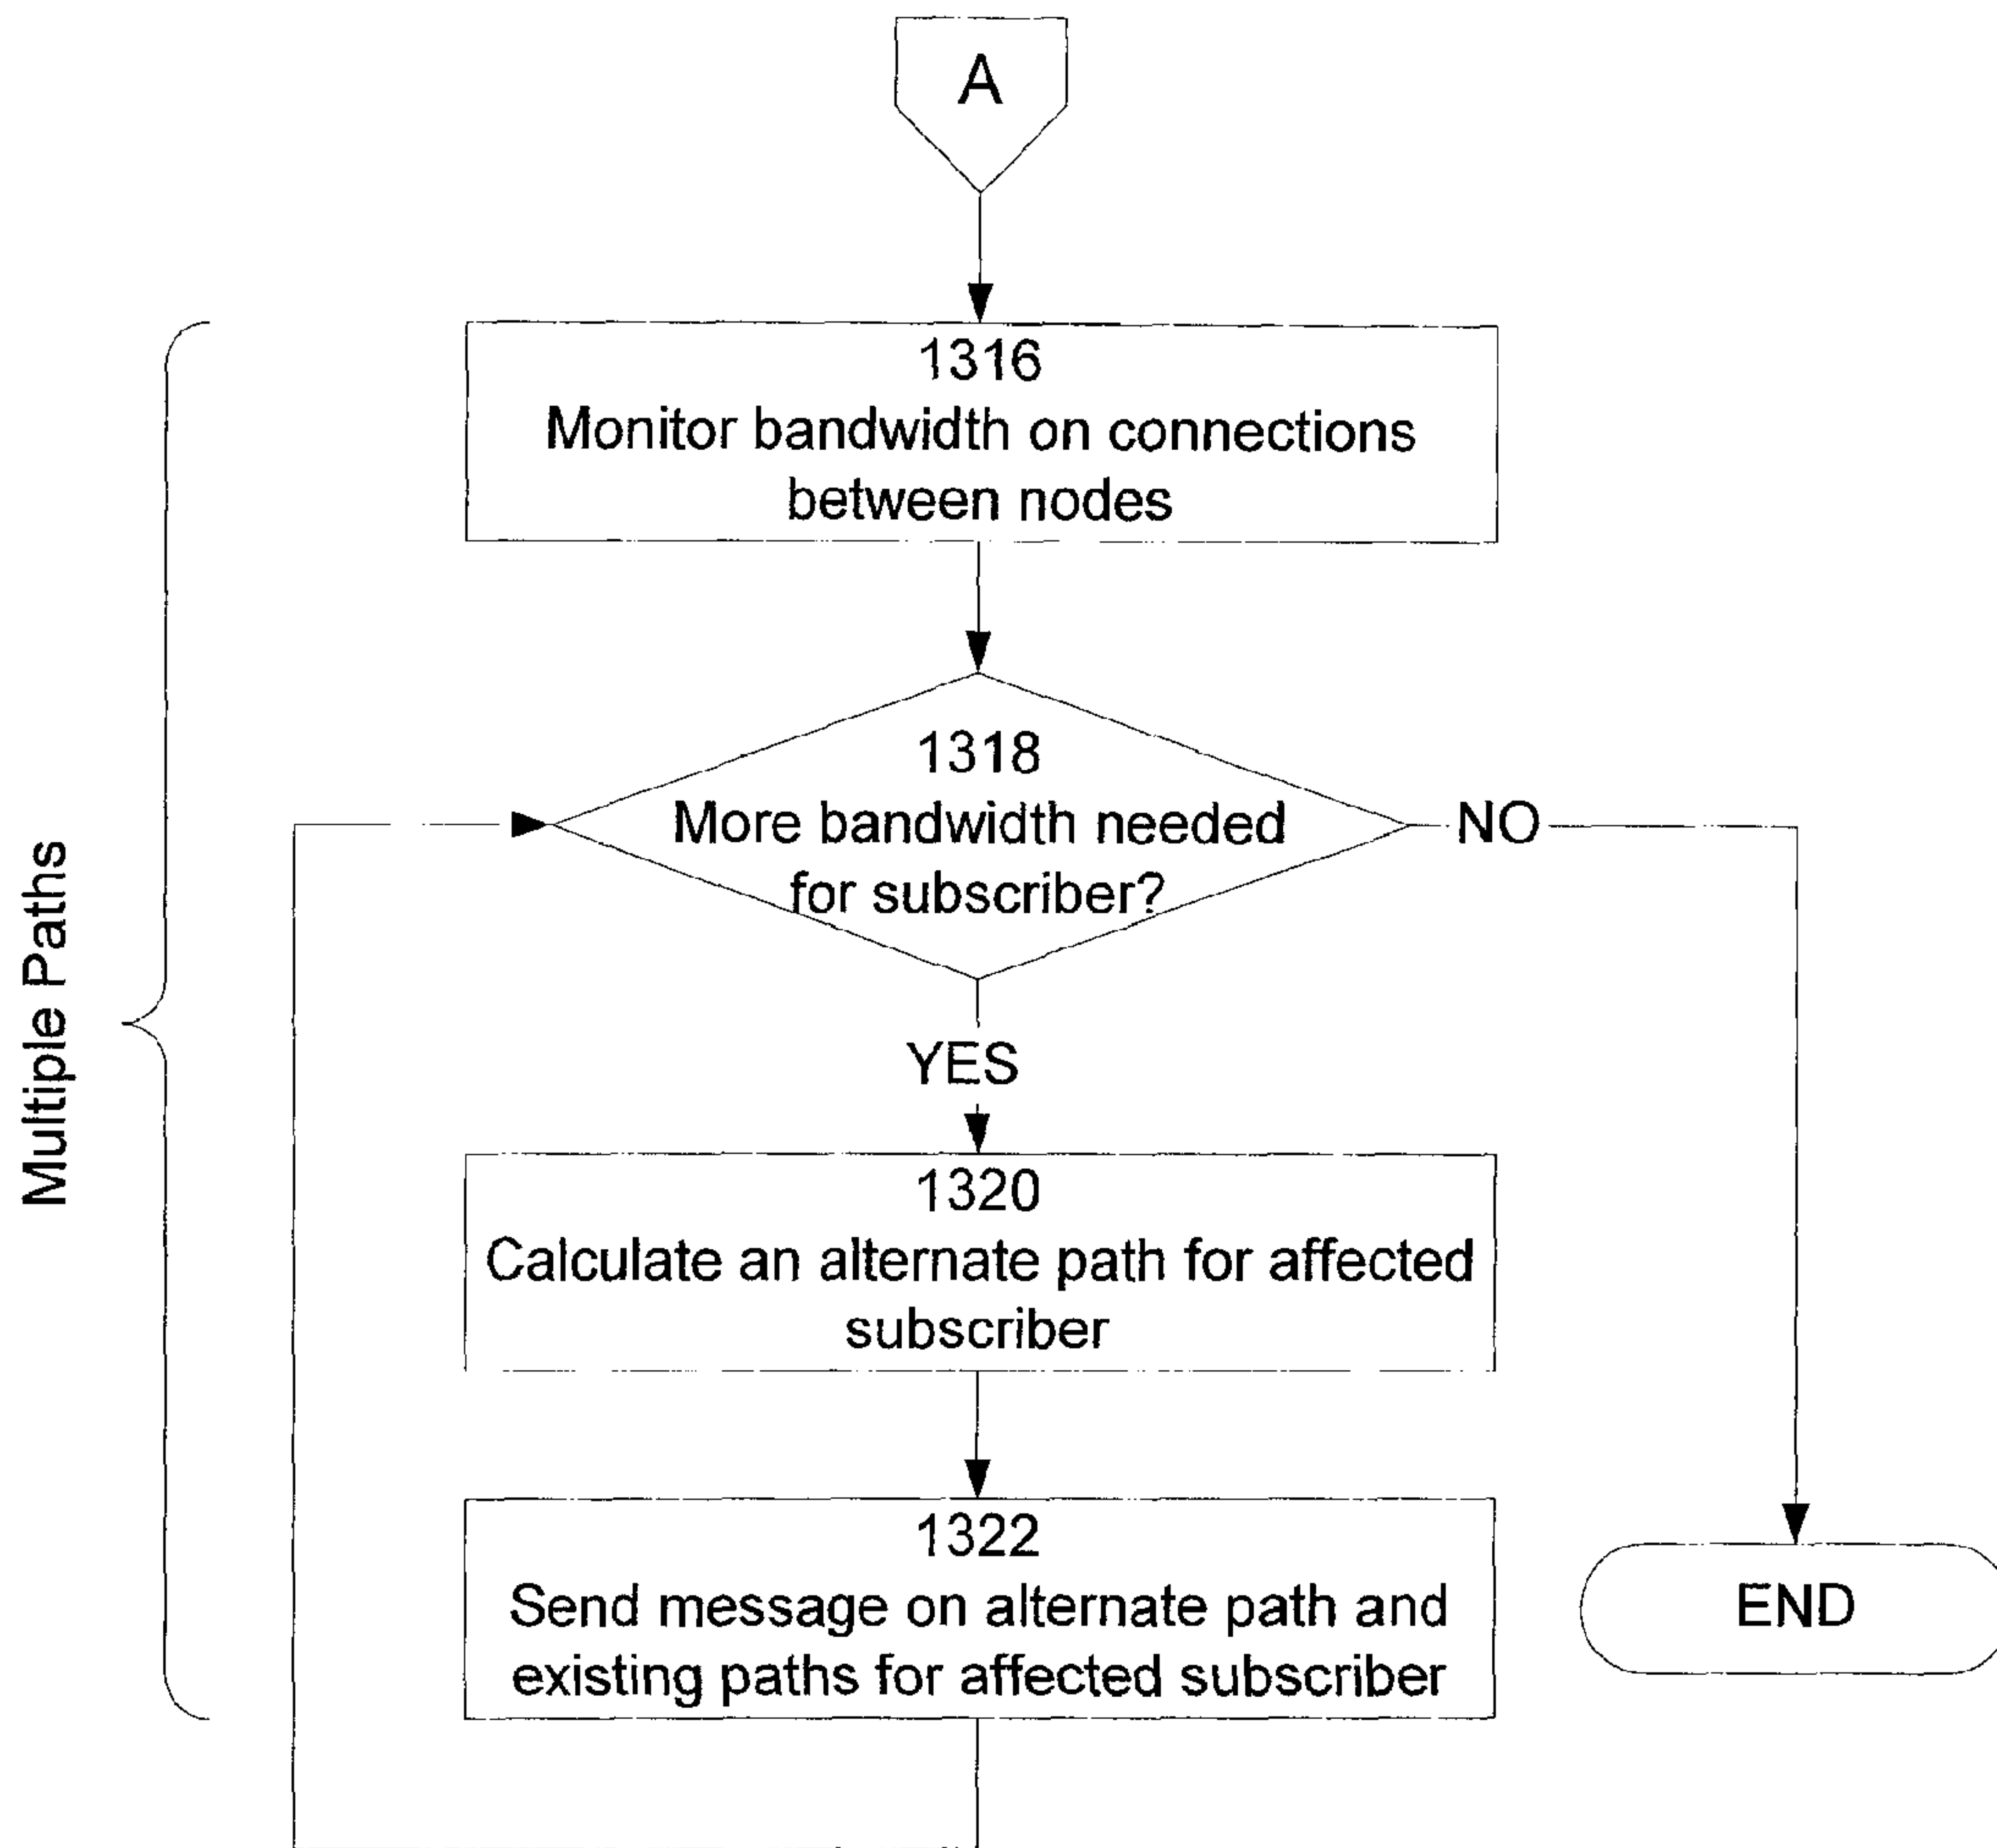 A
1316
Monitor bandwidth on connections
between nodes
1318
More bandwidth needed
for subscriber?
NO
YES
Multiple Paths
1320
Calculate an alternate path for affected
subscriber
1322
Send message on alternate path and
existing paths for affected subscriber
END